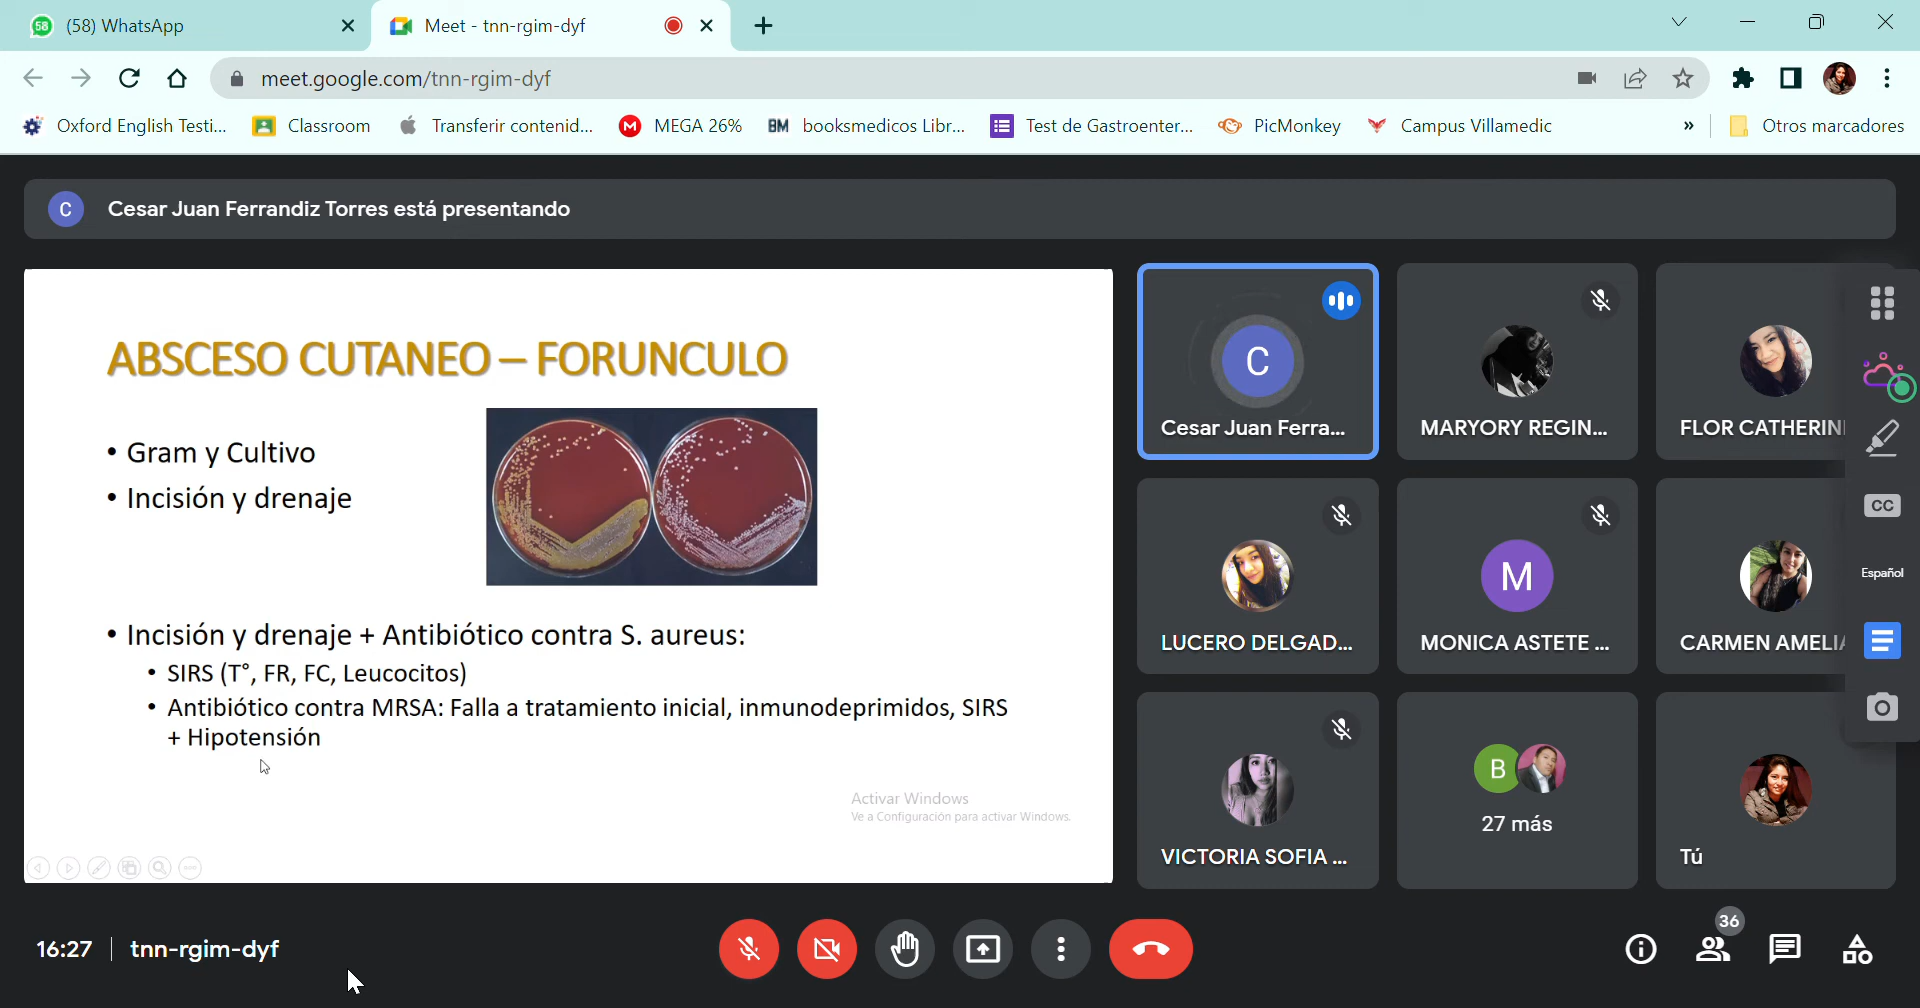 58 (58) WhatsApp
Meet - tnn-rgim-dyf
meet.google.com/tnn-rgim-dyf
Oxford English Testi...
Classroom
Transferir contenid...
MEGA 26%
BM booksmedicos Libr...
Test de Gastroenter...
PicMonkey
Campus Villamedic
»
Otros marcadores
C Cesar Juan Ferrandiz Torres está presentando
ABSCESO CUTANEO – FORUNCULO
• Gram y Cultivo
• Incisión y drenaje
• Incisión y drenaje + Antibiótico contra S. aureus:
• SIRS (T°, FR, FC, Leucocitos)
• Antibiótico contra MRSA: Falla a tratamiento inicial, inmunodeprimidos, SIRS
+ Hipotensión
Activar Windows
Ve a Configuración para activar Windows.
C
Cesar Juan Ferra...
MARYORY REGIN...
FLOR CATHERIN
LUCERO DELGAD...
M
MONICA ASTETE ...
CARMEN AMELIA
VICTORIA SOFIA ...
B
27 más
Tú
CC
Español
16:27 | tnn-rgim-dyf
36